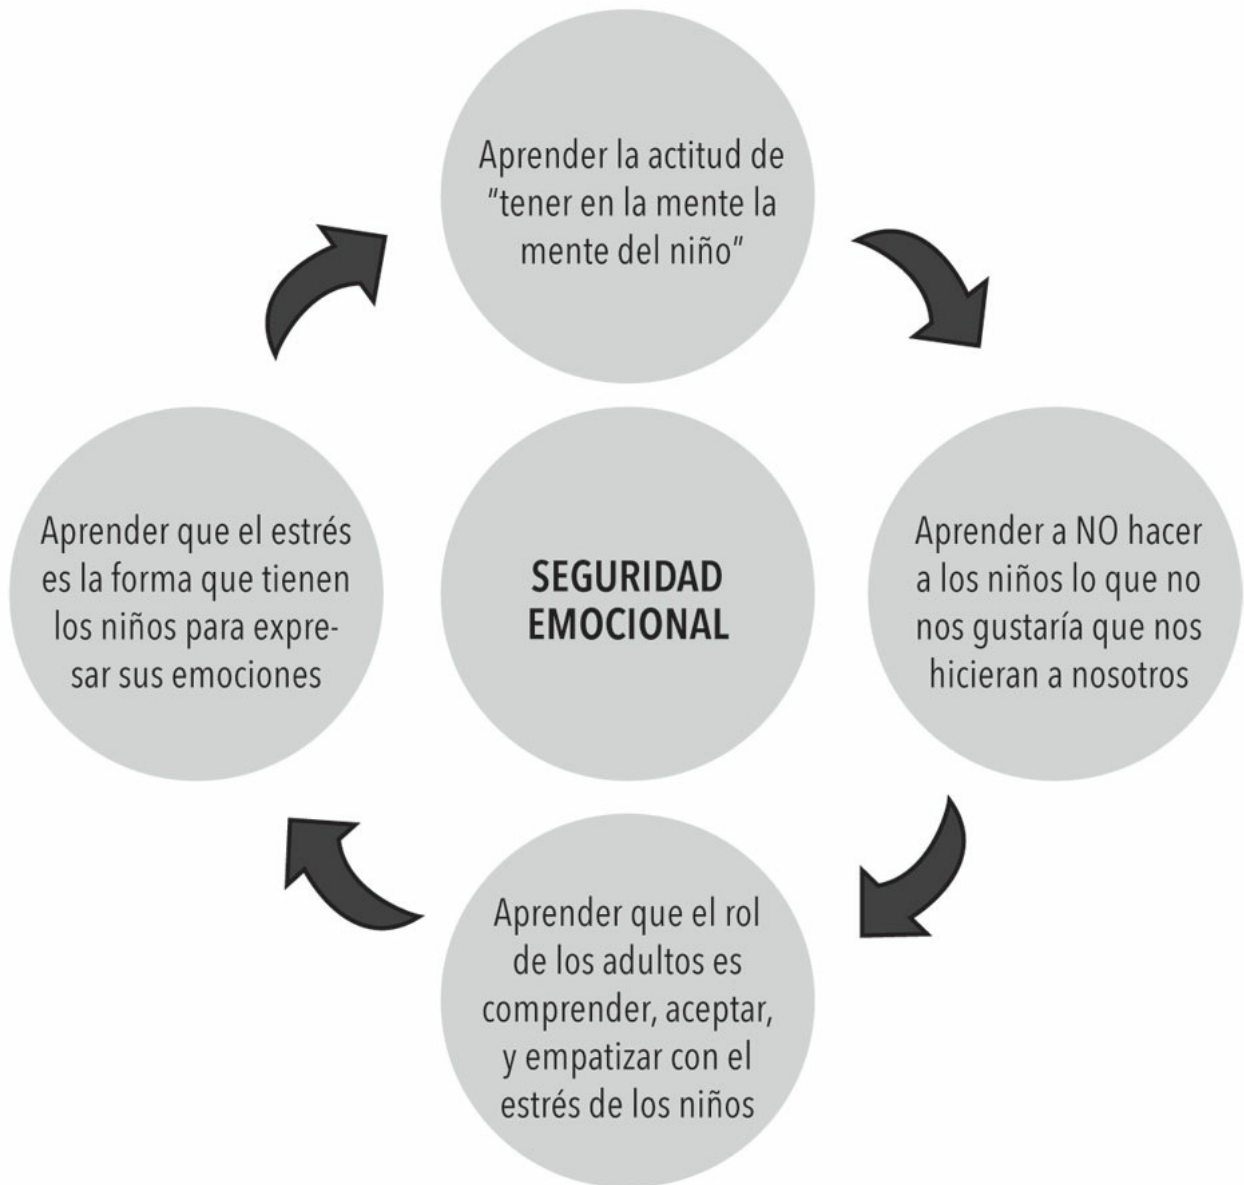 Aprender la actitud de
"tener en la mente la
mente del niño"
Aprender que el estrés
es la forma que tienen
los niños para expre-
sar sus emociones
SEGURIDAD
EMOCIONAL
Aprender a NO hacer
a los niños lo que no
nos gustaría que nos
hicieran a nosotros
Aprender que el rol
de los adultos es
comprender, aceptar,
y empatizar con el
estrés de los niños